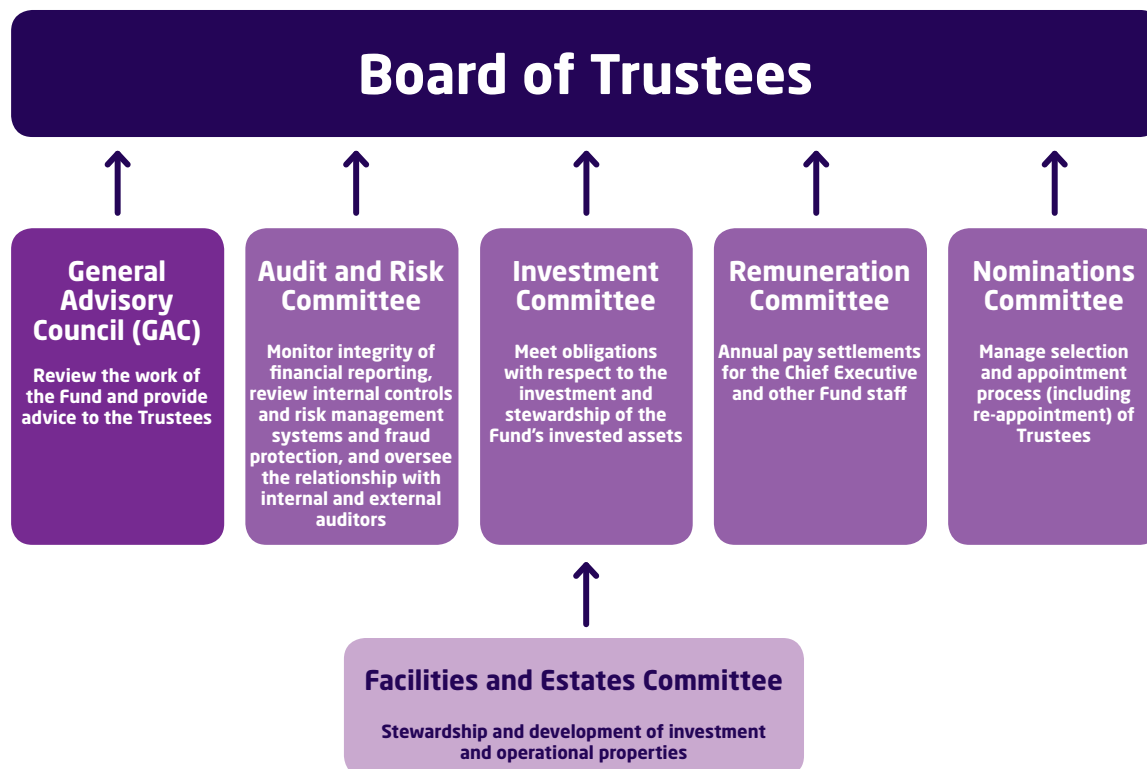 Board of Trustees
General
Advisory
Council (GAC)
Review the work of
the Fund and provide
advice to the Trustees
Audit and Risk
Committee
Monitor integrity of
financial reporting,
review internal controls
and risk management
systems and fraud
protection, and oversee
the relationship with
internal and external
auditors
Investment
Committee
Meet obligations
with respect to the
investment and
stewardship of the
Fund's invested assets
Remuneration
Committee
Annual pay settlements
for the Chief Executive
and other Fund staff
Nominations
Committee
Manage selection
and appointment
process (including
re-appointment) of
Trustees
Facilities and Estates Committee
Stewardship and development of investment
and operational properties